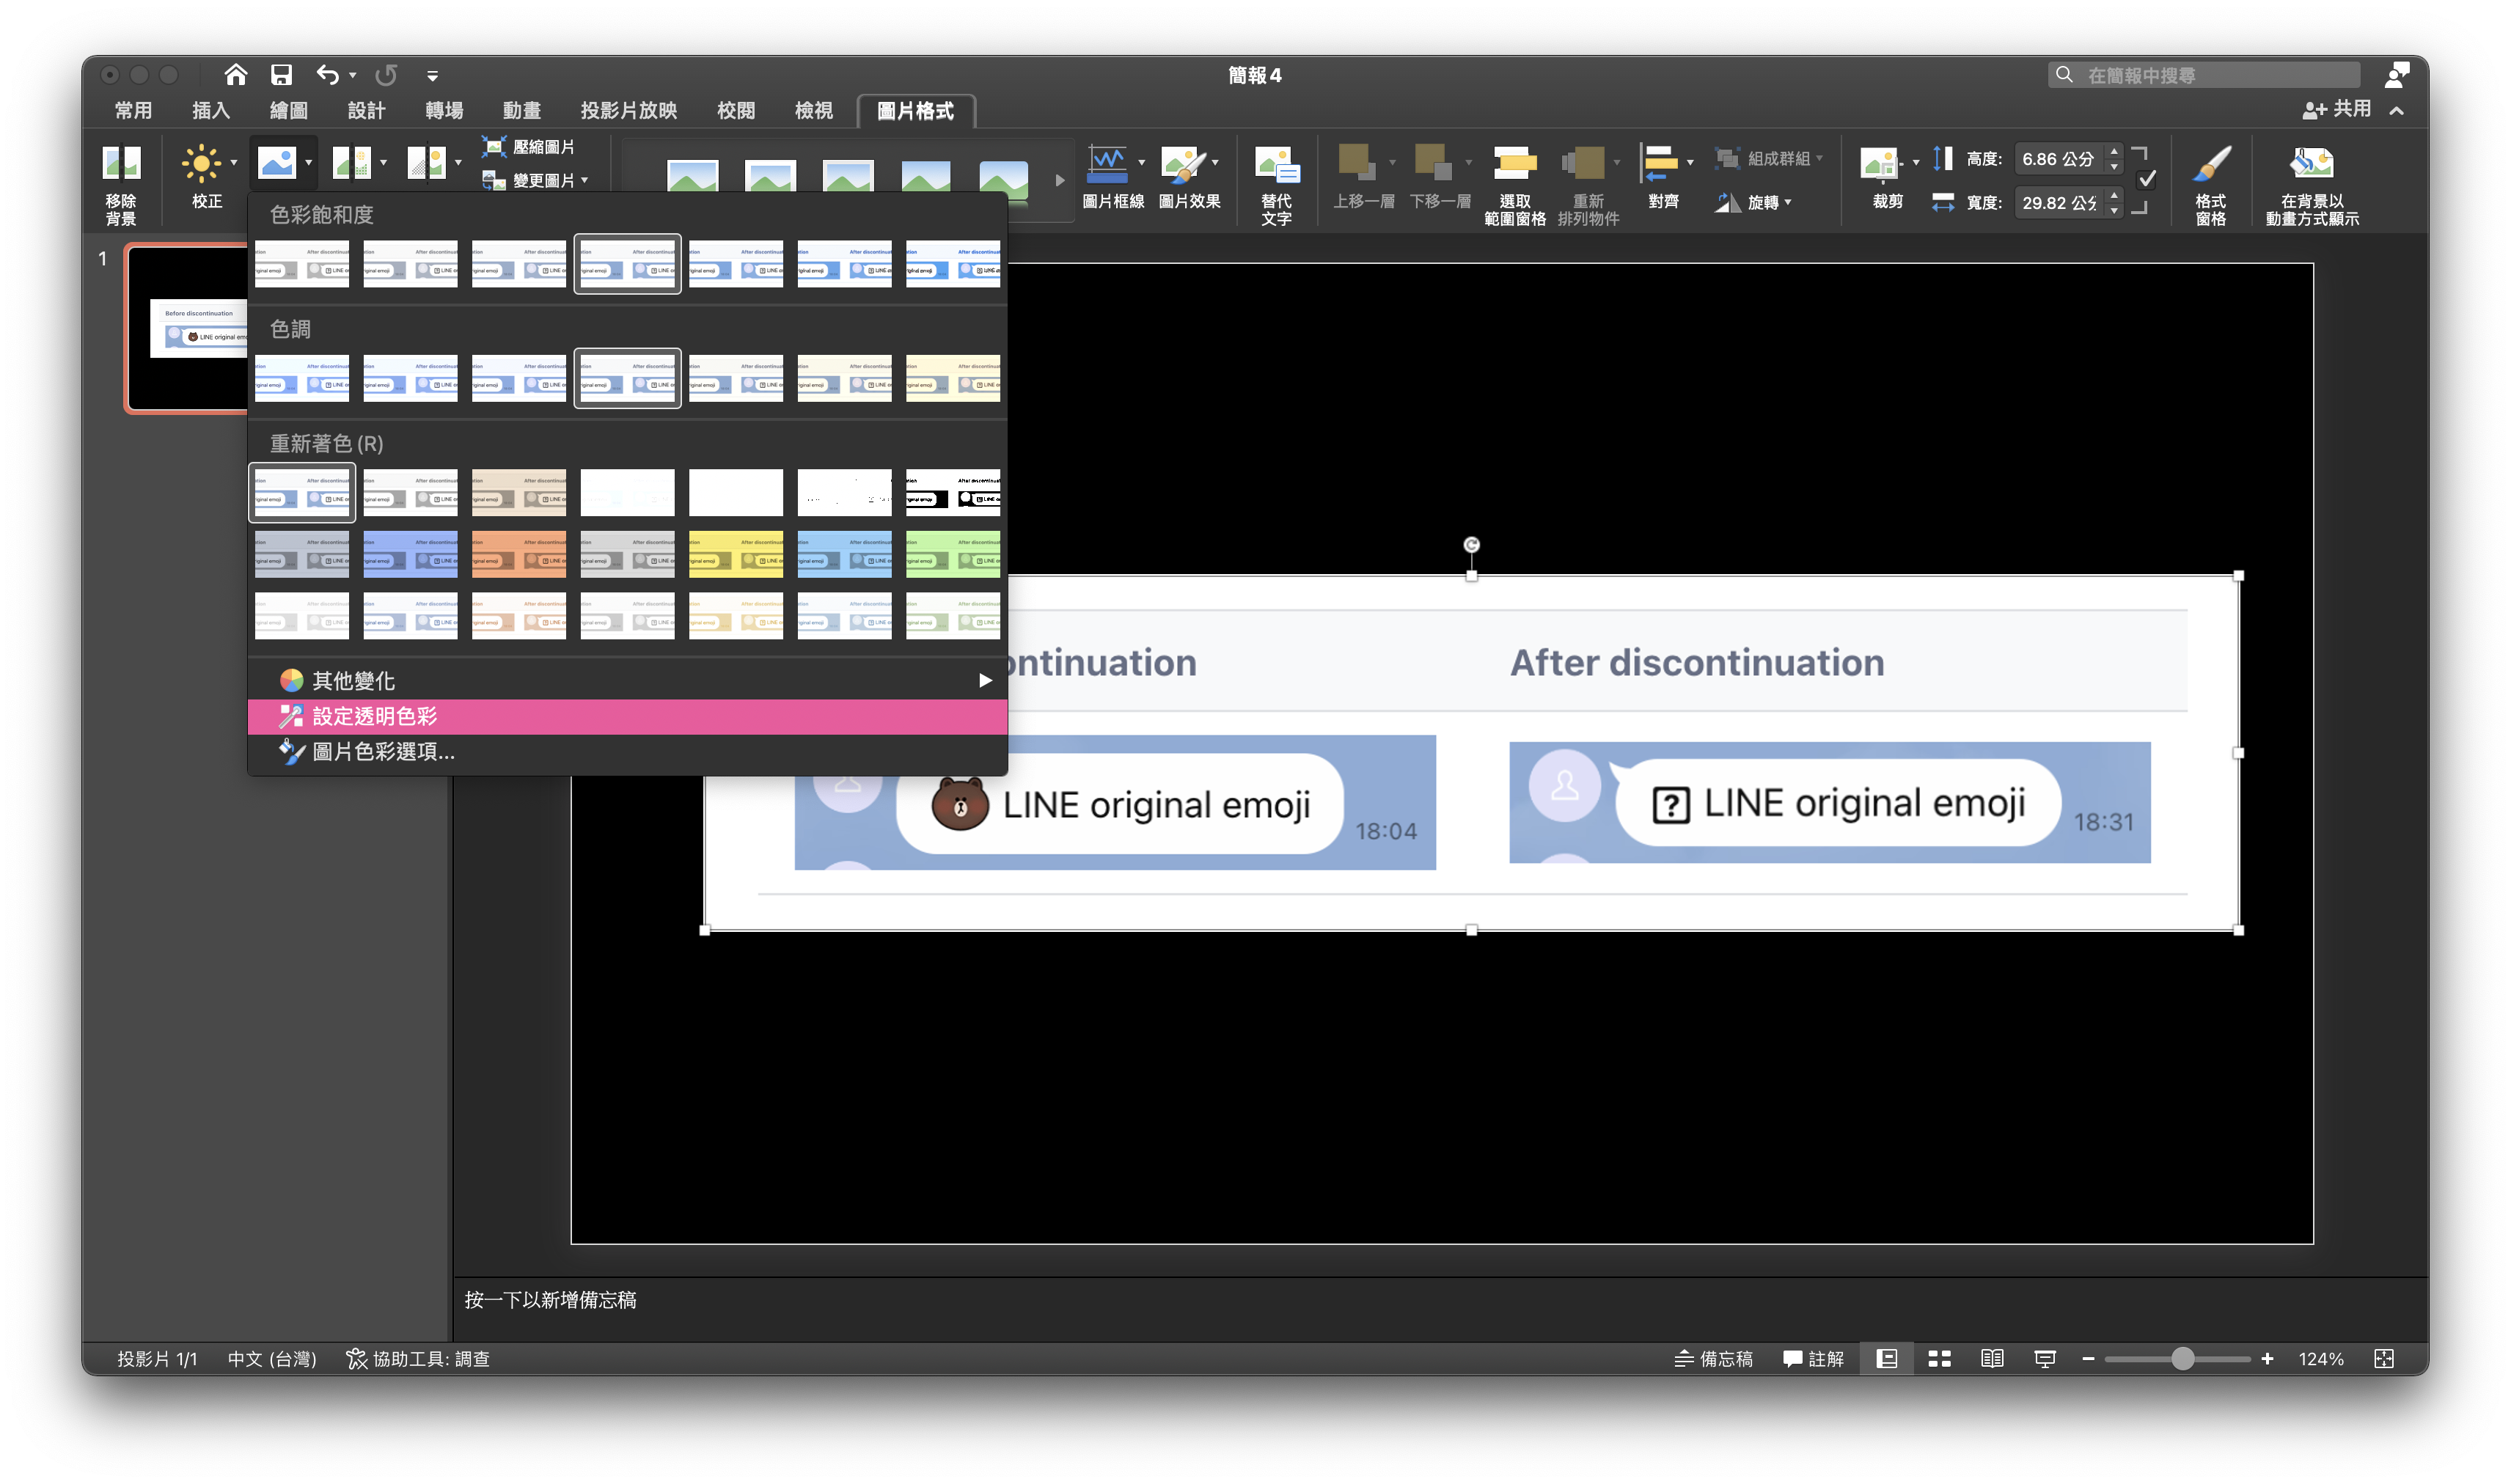 簡報4
在簡報中搜尋
常用
插入
繪圖
設計
轉場
動畫
投影片放映
校閱
檢視
圖片格式
共用
移除
背景
校正
壓縮圖片
變更圖片
圖片框線
圖片效果
替代
文字
上移一層
下移一層
選取
範圍窗格
重新
排列物件
對齊
組成群組
旋轉
裁剪
高度:
6.86 公分
寬度:
29.82 公分
格式
窗格
在背景以
動畫方式顯示
1
Before discontinuation
LINE original emo
色彩飽和度
色調
重新著色(R)
其他變化
設定透明色彩
圖片色彩選項...
ontinuation
After discontinuation
LINE original emoji
18:04
? LINE original emoji
18:31
按一下以新增備忘稿
投影片 1/1
中文 (台灣)
協助工具: 調查
備忘稿
註解
124%